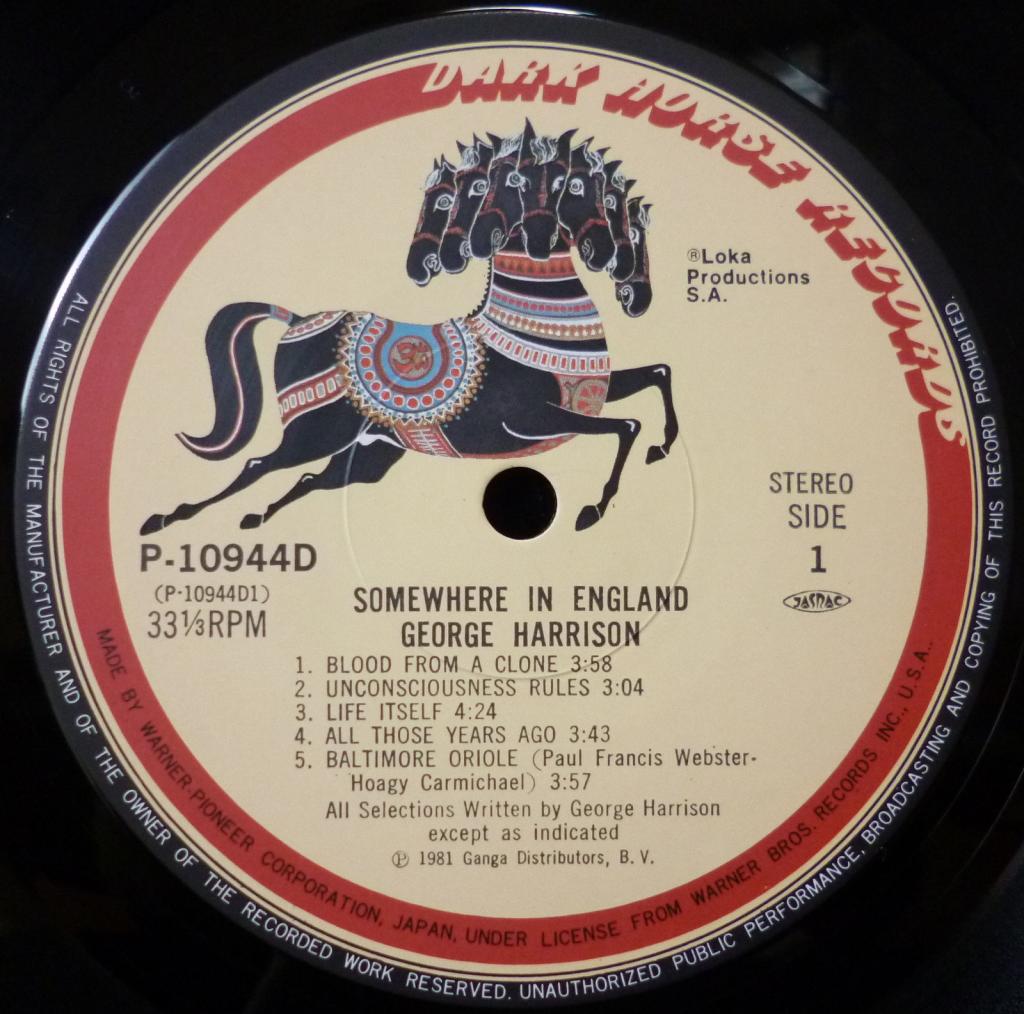 DARK HORSE RECORDS
®Loka
Productions
S.A.
STEREO
SIDE
1
JASRAC
P-10944D
(P-10944D1)
33⅓RPM
SOMEWHERE IN ENGLAND
GEORGE HARRISON
1. BLOOD FROM A CLONE 3:58
2. UNCONSCIOUSNESS RULES 3:04
3. LIFE ITSELF 4:24
4. ALL THOSE YEARS AGO 3:43
5. BALTIMORE ORIOLE (Paul Francis Webster-
Hoagy Carmichael) 3:57
All Selections Written by George Harrison
except as indicated
℗ 1981 Ganga Distributors, B. V.
MADE BY WARNER-PIONEER CORPORATION, JAPAN, UNDER LICENSE FROM WARNER BROS. RECORDS INC., U.S.A..
ALL RIGHTS OF THE MANUFACTURER AND OF THE OWNER OF THE RECORDED WORK RESERVED. UNAUTHORIZED PUBLIC PERFORMANCE, BROADCASTING AND COPYING OF THIS RECORD PROHIBITED.